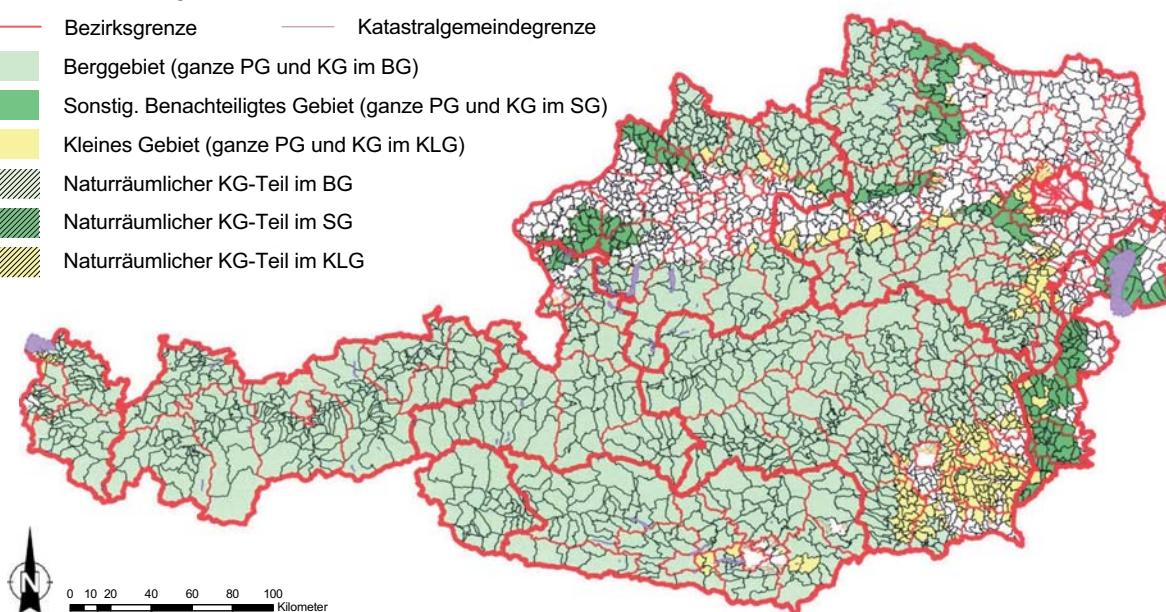 Bezirksgrenze Katastralgemeindegrenze
Berggebiet (ganze PG und KG im BG)
Sonstig. Benachteiligtes Gebiet (ganze PG und KG im SG)
Kleines Gebiet (ganze PG und KG im KLG)
Naturräumlicher KG-Teil im BG
Naturräumlicher KG-Teil im SG
Naturräumlicher KG-Teil im KLG
N
0 10 20 40 60 80 100
Kilometer